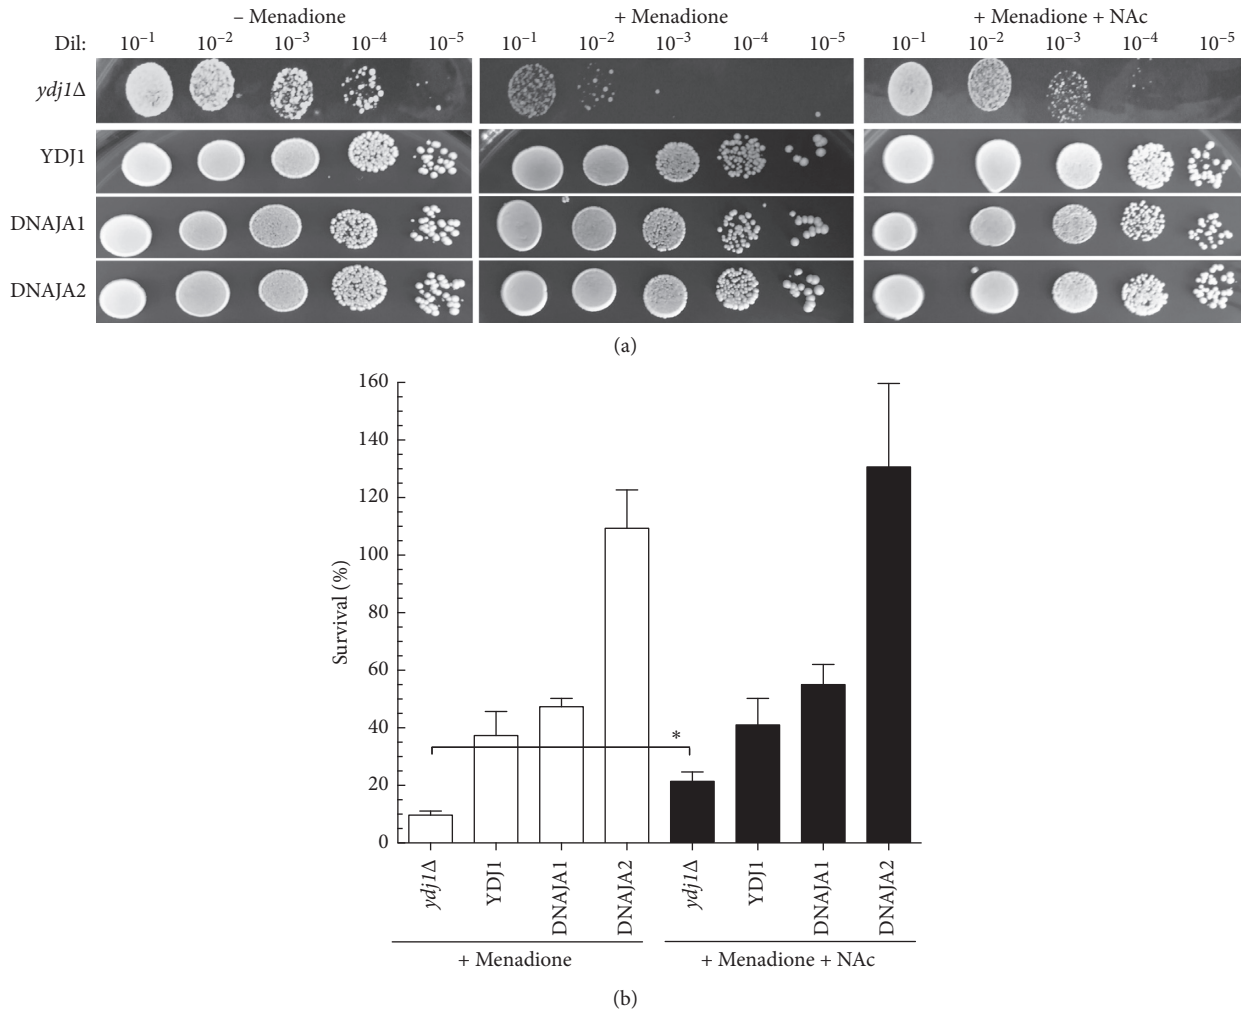 – Menadione + Menadione + Menadione + NAc
Dil: 10⁻¹ 10⁻² 10⁻³ 10⁻⁴ 10⁻⁵ 10⁻¹ 10⁻² 10⁻³ 10⁻⁴ 10⁻⁵ 10⁻¹ 10⁻² 10⁻³ 10⁻⁴ 10⁻⁵
ydj1Δ
YDJ1
DNAJA1
DNAJA2
(a)
160
140
120
100
80
60
40
20
0
Survival (%)
*
ydj1Δ YDJ1 DNAJA1 DNAJA2 ydj1Δ YDJ1 DNAJA1 DNAJA2
+ Menadione + Menadione + NAc
(b)